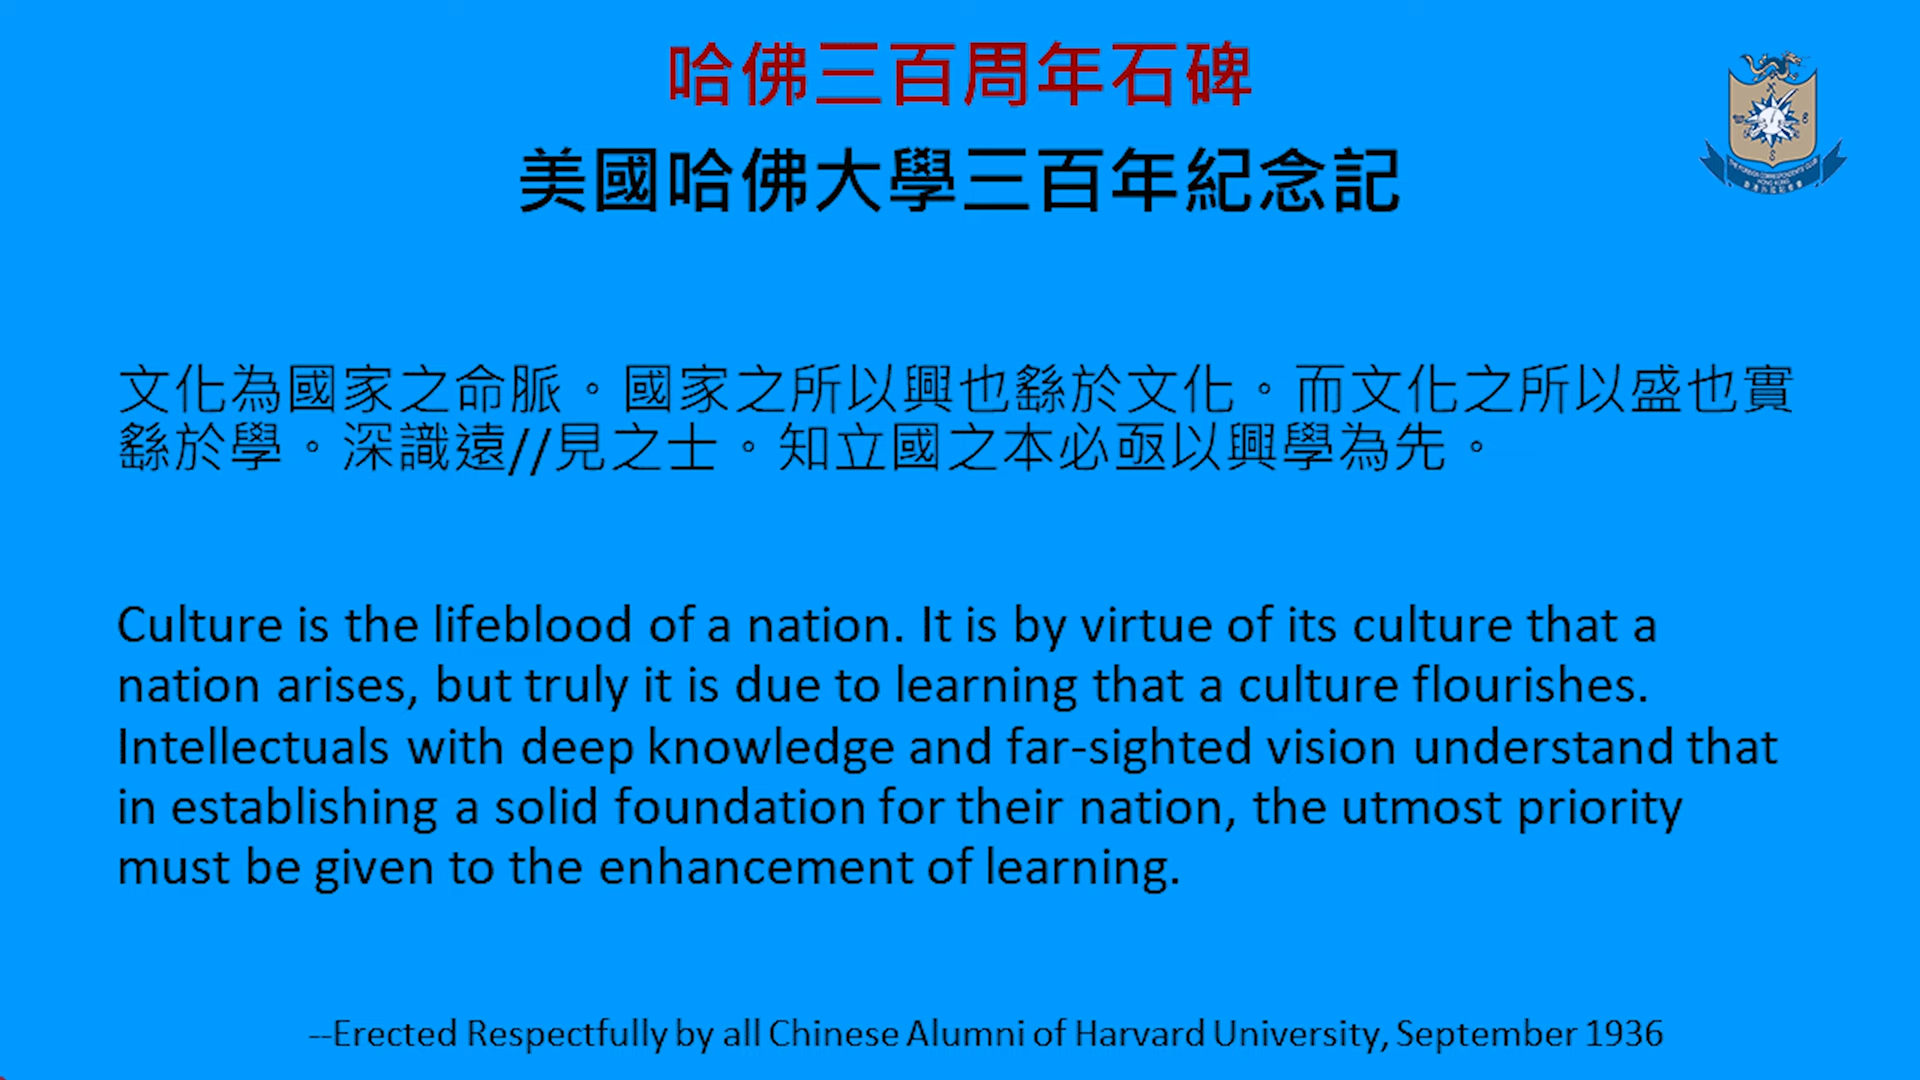 哈佛三百周年石碑
美國哈佛大學三百年紀念記
文化為國家之命脈。國家之所以興也繇於文化。而文化之所以盛也實
繇於學。深識遠//見之士。知立國之本必亟以興學為先。
Culture is the lifeblood of a nation. It is by virtue of its culture that a
nation arises, but truly it is due to learning that a culture flourishes.
Intellectuals with deep knowledge and far-sighted vision understand that
in establishing a solid foundation for their nation, the utmost priority
must be given to the enhancement of learning.
--Erected Respectfully by all Chinese Alumni of Harvard University, September 1936